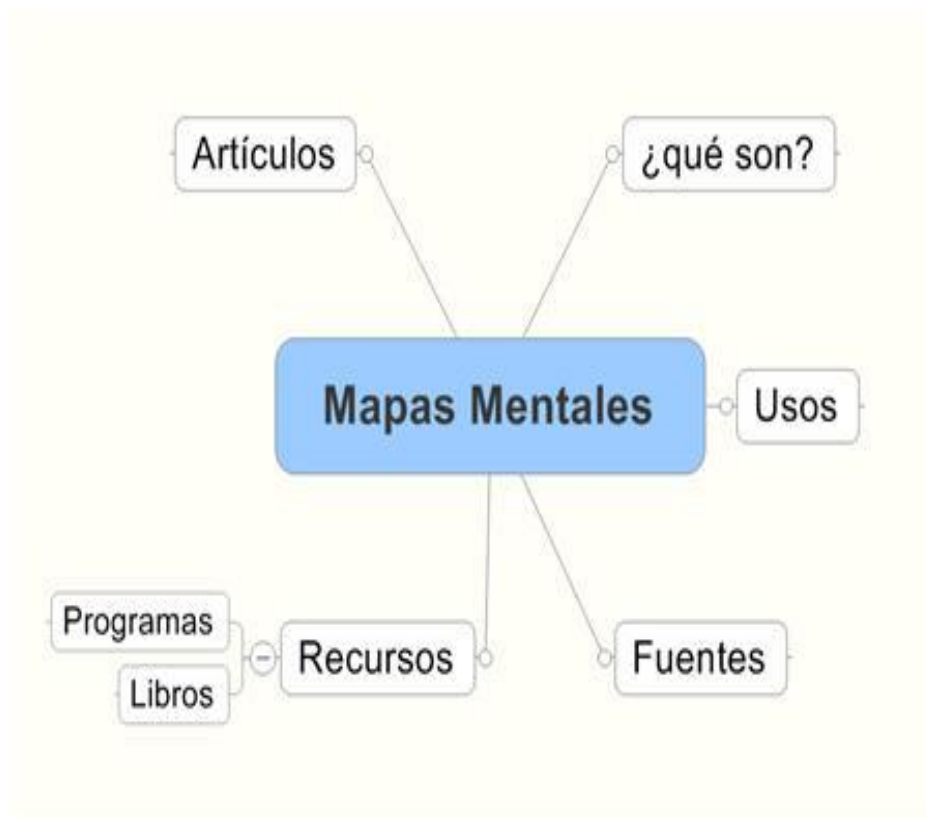 Artículos
¿qué son?
Mapas Mentales
Usos
Programas
Libros
Recursos
Fuentes